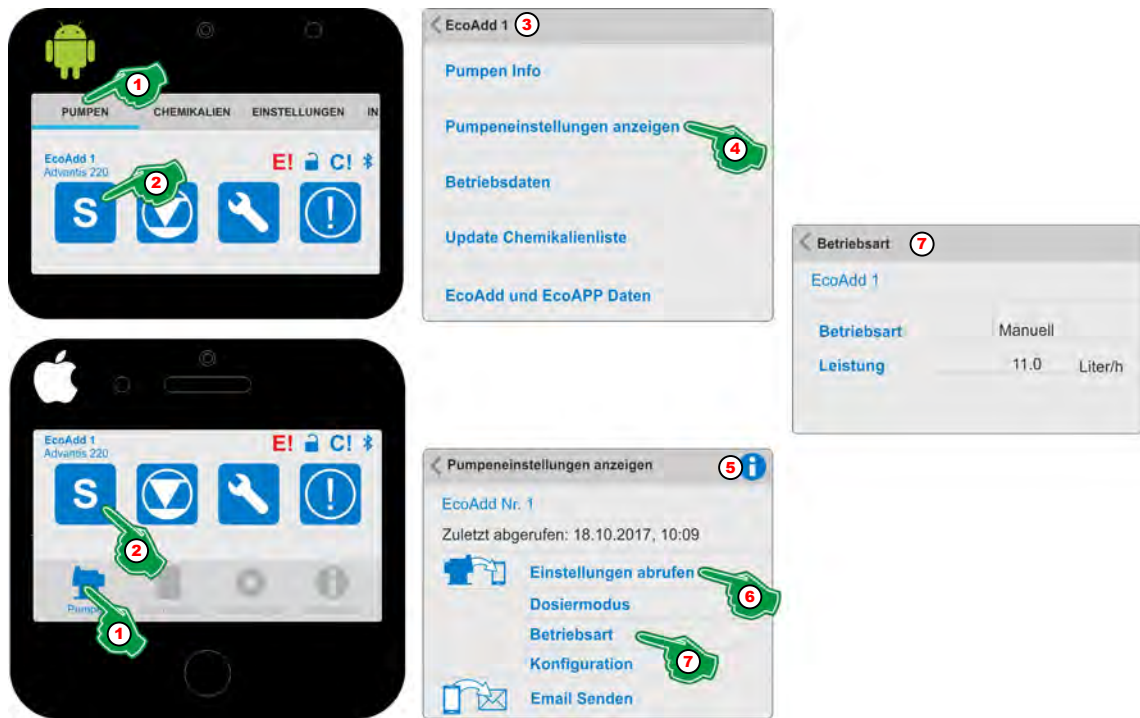 PUMPEN CHEMIKALIEN EINSTELLUNGEN IN
1
EcoAdd 1
Advantis 220
E! C!
2
S
EcoAdd 1 3
Pumpen Info
Pumpeneinstellungen anzeigen
4
Betriebsdaten
Update Chemikalienliste
EcoAdd und EcoAPP Daten
Betriebsart 7
EcoAdd 1
Betriebsart Manuell
Leistung 11.0 Liter/h
EcoAdd 1
Advantis 220
E! C!
S
2
1
Pumpeneinstellungen anzeigen 5 i
EcoAdd Nr. 1
Zuletzt abgerufen: 18.10.2017, 10:09
Einstellungen abrufen
6
Dosiermodus
Betriebsart
7
Konfiguration
Email Senden